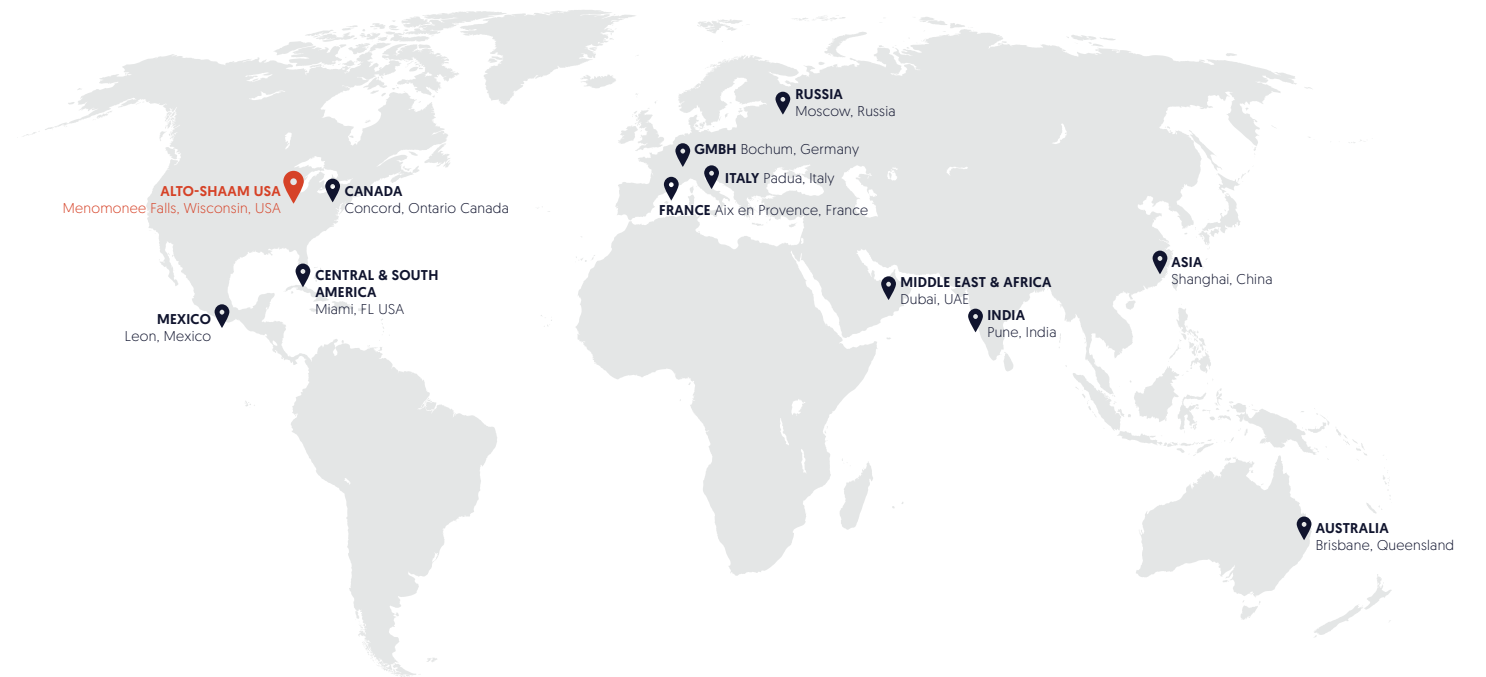 RUSSIA
Moscow, Russia
GMBH Bochum, Germany
ITALY Padua, Italy
ALTO-SHAAM USA
Menomonee Falls, Wisconsin, USA
CANADA
Concord, Ontario Canada
FRANCE Aix en Provence, France
CENTRAL & SOUTH
AMERICA
Miami, FL USA
MEXICO
Leon, Mexico
MIDDLE EAST & AFRICA
Dubai, UAE
INDIA
Pune, India
ASIA
Shanghai, China
AUSTRALIA
Brisbane, Queensland